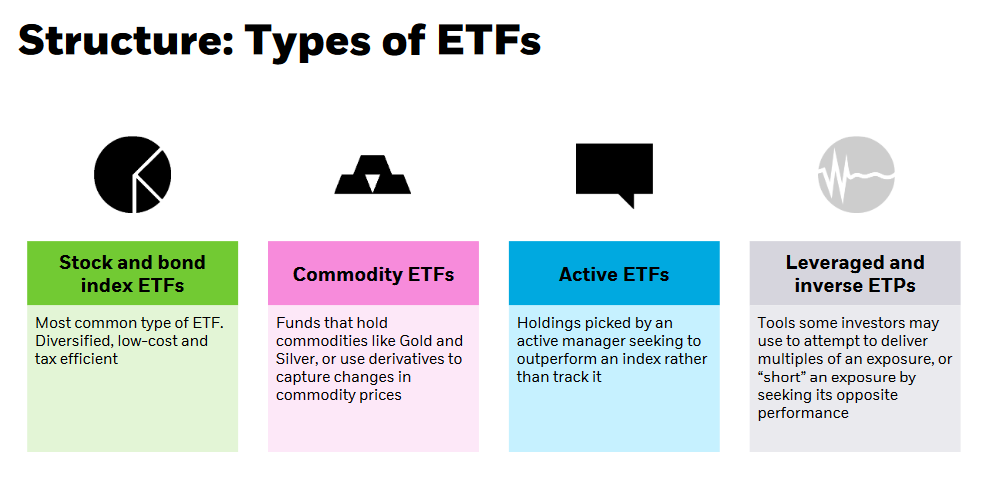 Structure: Types of ETFs
Stock and bond
index ETFs
Most common type of ETF.
Diversified, low-cost and
tax efficient
Commodity ETFs
Funds that hold
commodities like Gold and
Silver, or use derivatives to
capture changes in
commodity prices
Active ETFs
Holdings picked by an
active manager seeking to
outperform an index rather
than track it
Leveraged and
inverse ETPs
Tools some investors may
use to attempt to deliver
multiples of an exposure, or
“short” an exposure by
seeking its opposite
performance